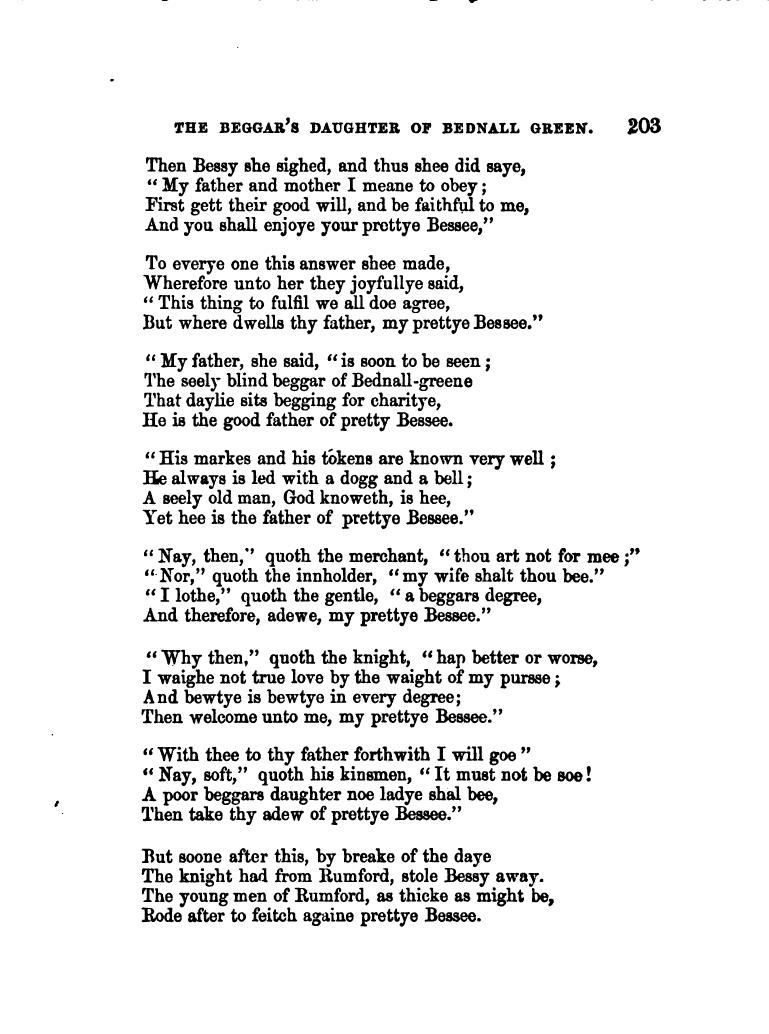 THE BEGGAR'S DAUGHTER OF BEDNALL GREEN. 203
Then Bessy she sighed, and thus shee did saye,
" My father and mother I meane to obey ;
First gett their good will, and be faithful to me,
And you shall enjoye your prettye Bessee,"
To everye one this answer shee made,
Wherefore unto her they joyfullye said,
" This thing to fulfil we all doe agree,
But where dwells thy father, my prettye Bessee."
" My father, she said, " is soon to be seen ;
The seely blind beggar of Bednall-greene
That daylie sits begging for charitye,
He is the good father of pretty Bessee.
" His markes and his tokens are known very well ;
He always is led with a dogg and a bell ;
A seely old man, God knoweth, is hee,
Yet hee is the father of prettye Bessee."
" Nay, then," quoth the merchant, " thou art not for mee ;"
" Nor," quoth the innholder, " my wife shalt thou bee."
" I lothe," quoth the gentle, " a beggars degree,
And therefore, adewe, my prettye Bessee."
" Why then," quoth the knight, " hap better or worse,
I waighe not true love by the waight of my pursse ;
And bewtye is bewtye in every degree;
Then welcome unto me, my prettye Bessee."
" With thee to thy father forthwith I will goe "
" Nay, soft," quoth his kinsmen, " It must not be soe !
A poor beggars daughter noe ladye shal bee,
Then take thy adew of prettye Bessee."
But soone after this, by breake of the daye
The knight had from Rumford, stole Bessy away.
The young men of Rumford, as thicke as might be,
Rode after to feitch againe prettye Bessee.